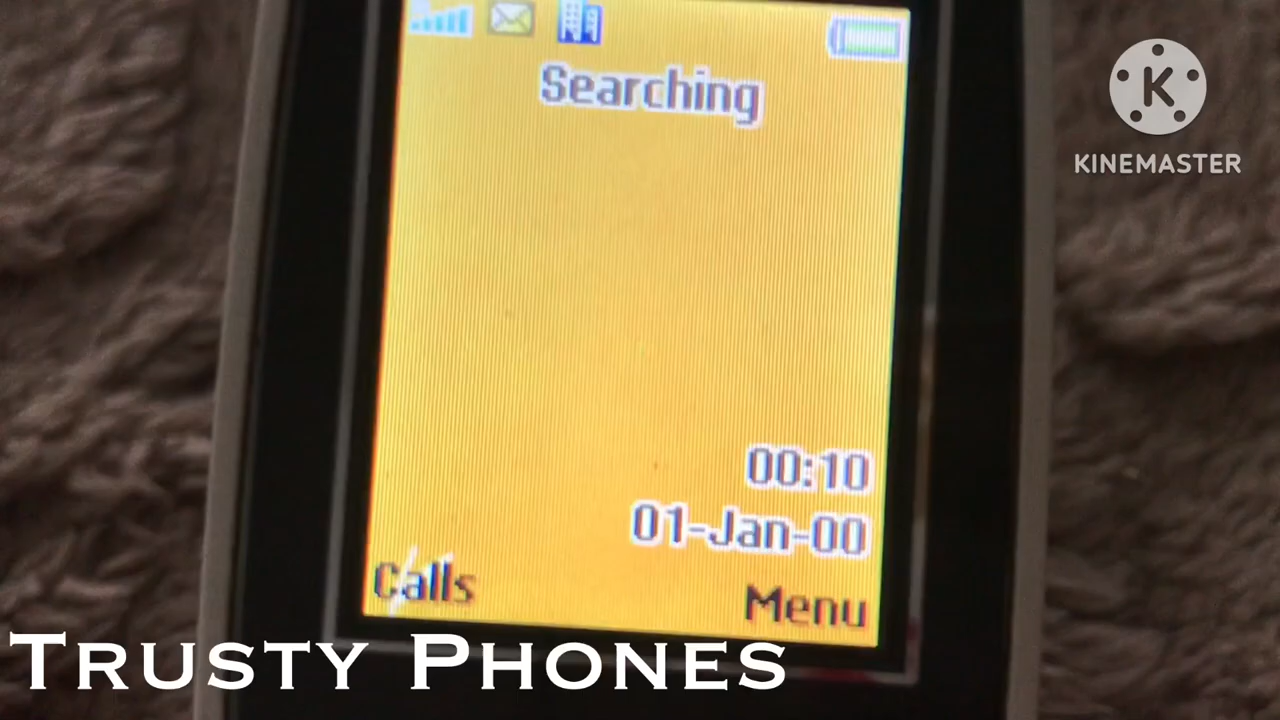 Searching
K
KINEMASTER
00:10
01-Jan-00
Calls
Menu
TRUSTY PHONES